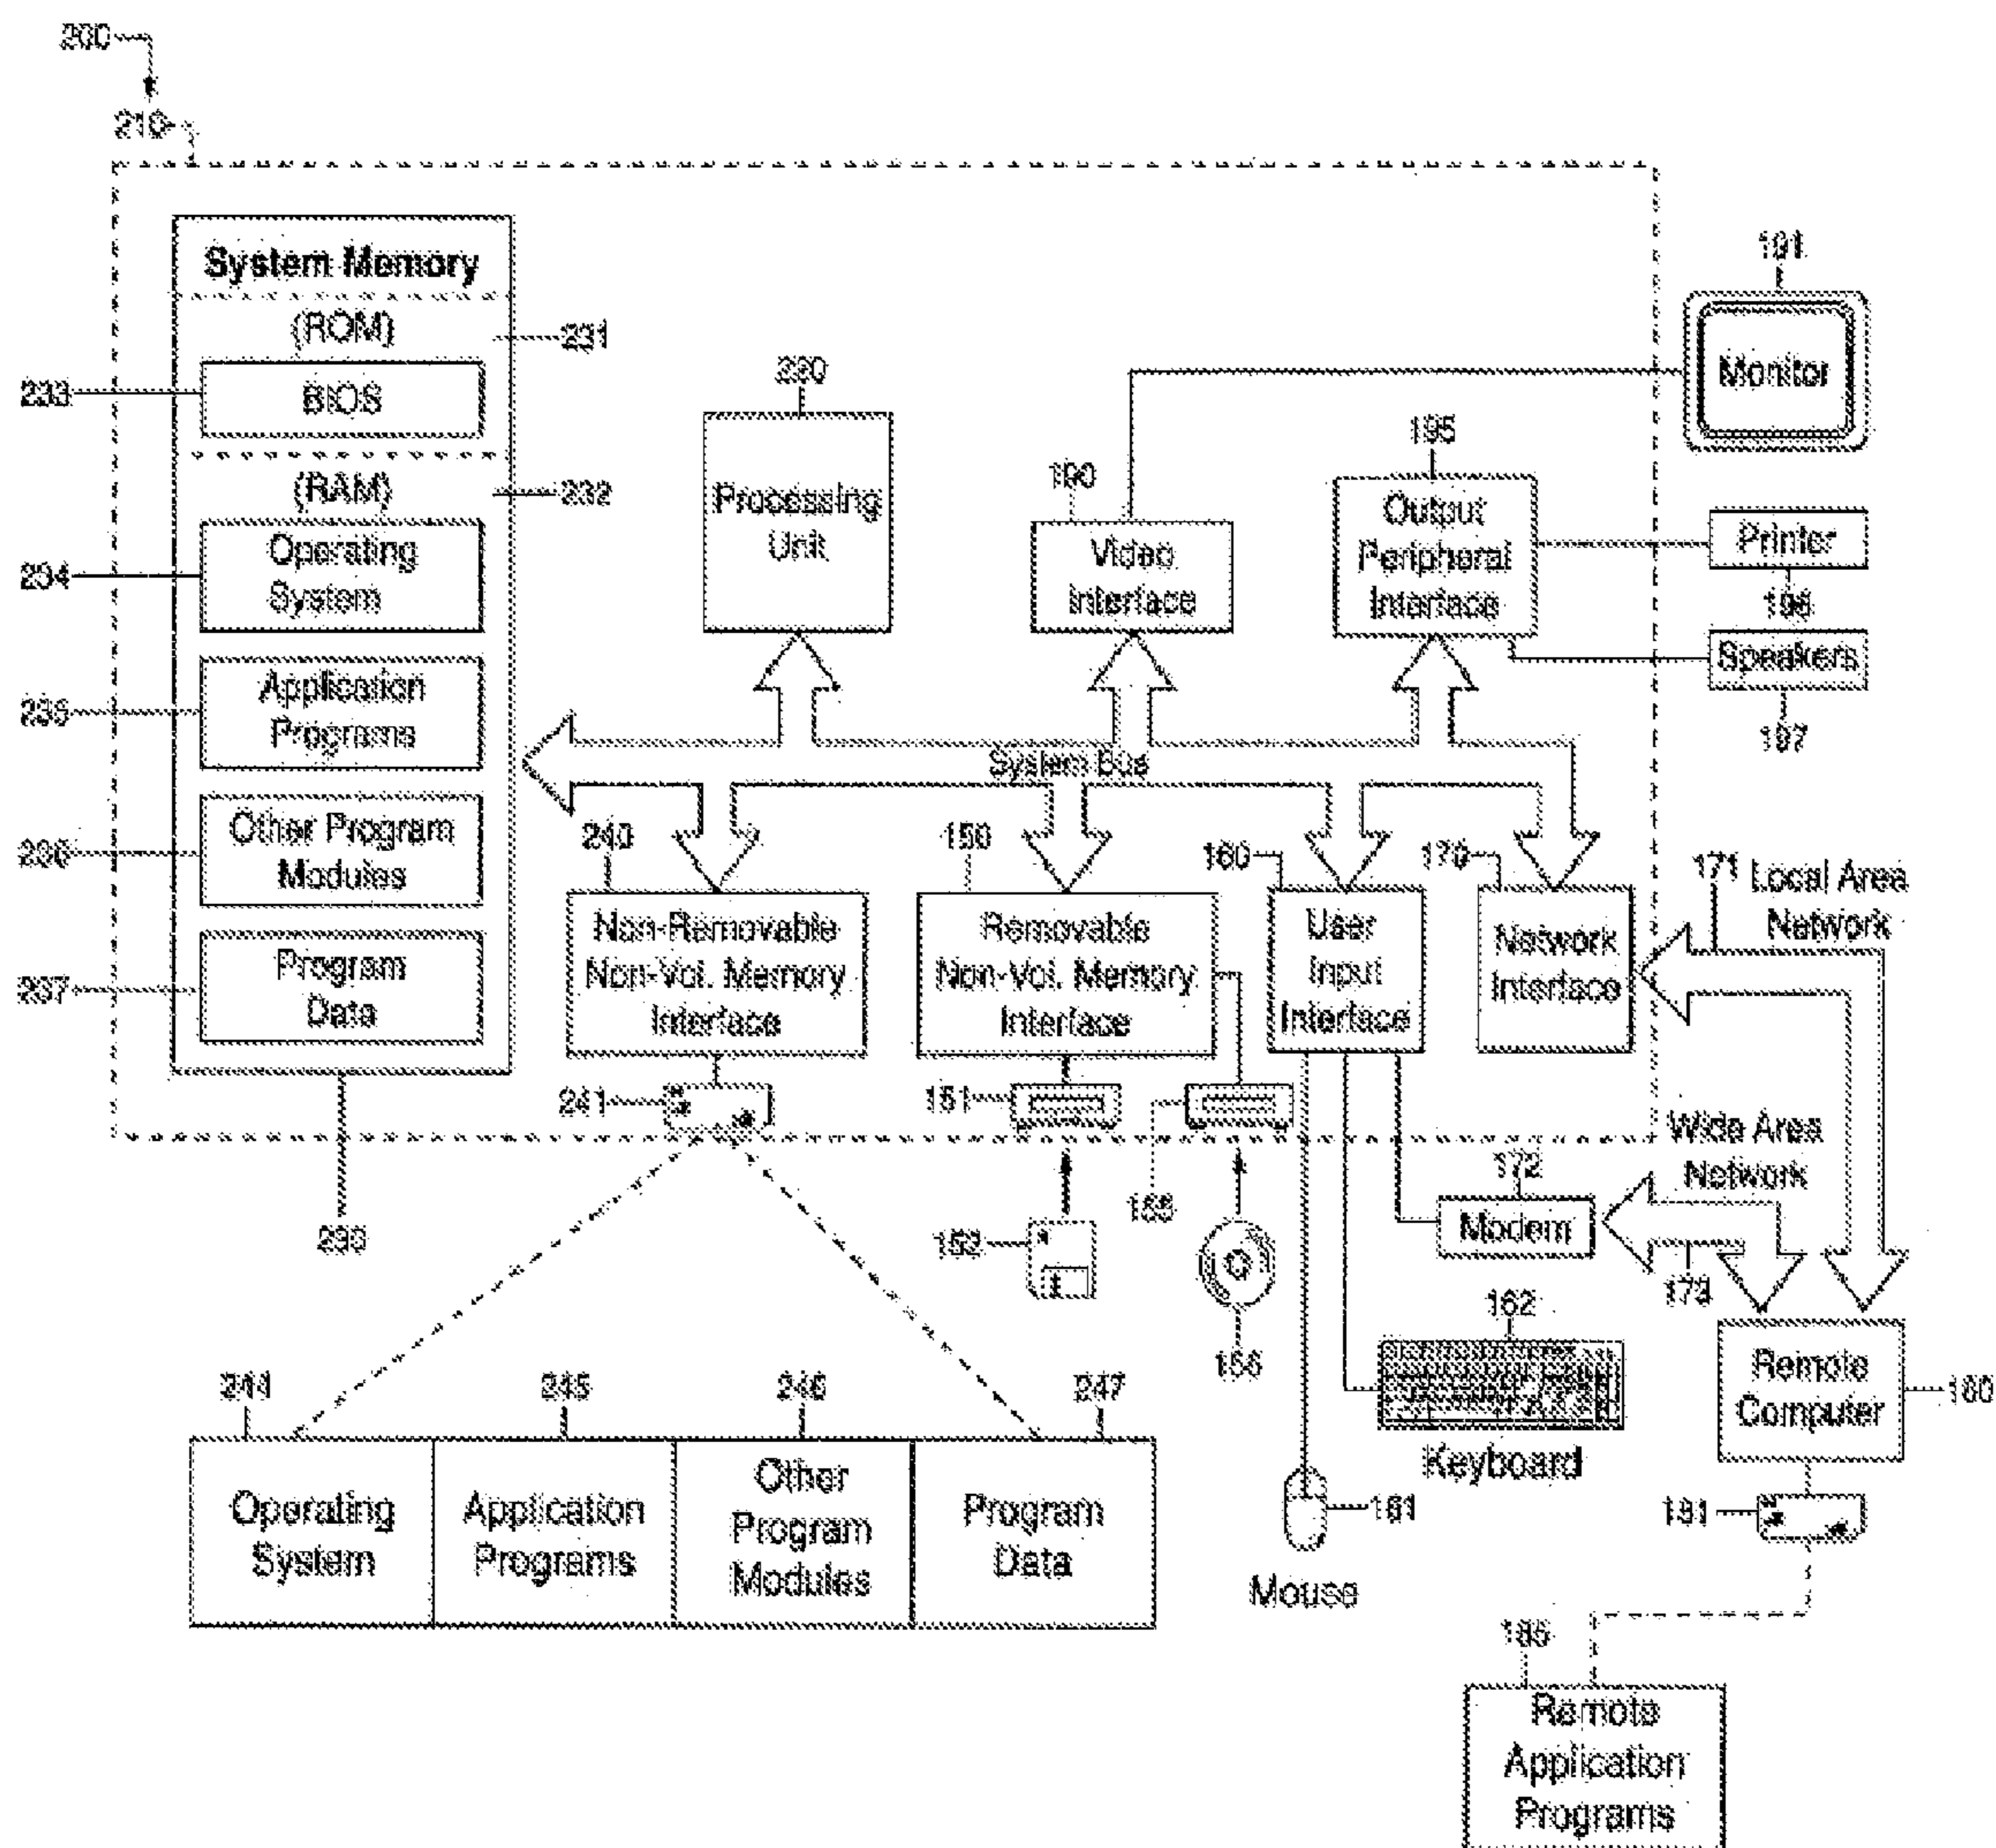 200
210
System Memory
(ROM)
231
233
BIOS
(RAM)
232
234
Operating
System
235
Application
Programs
236
Other Program
Modules
237
Program
Data
230
220
Processing
Unit
190
Video
Interface
195
Output
Peripheral
Interface
191
Monitor
Printer
196
Speakers
197
System Bus
240
Non-Removable
Non-Vol. Memory
Interface
150
Removable
Non-Vol. Memory
Interface
160
User
Input
Interface
170
Network
Interface
171
Local Area
Network
241
151
155
152
156
Wide Area
Network
172
Modem
173
162
Keyboard
161
Mouse
Remote
Computer
180
181
185
Remote
Application
Programs
244
Operating
System
245
Application
Programs
246
Other
Program
Modules
247
Program
Data